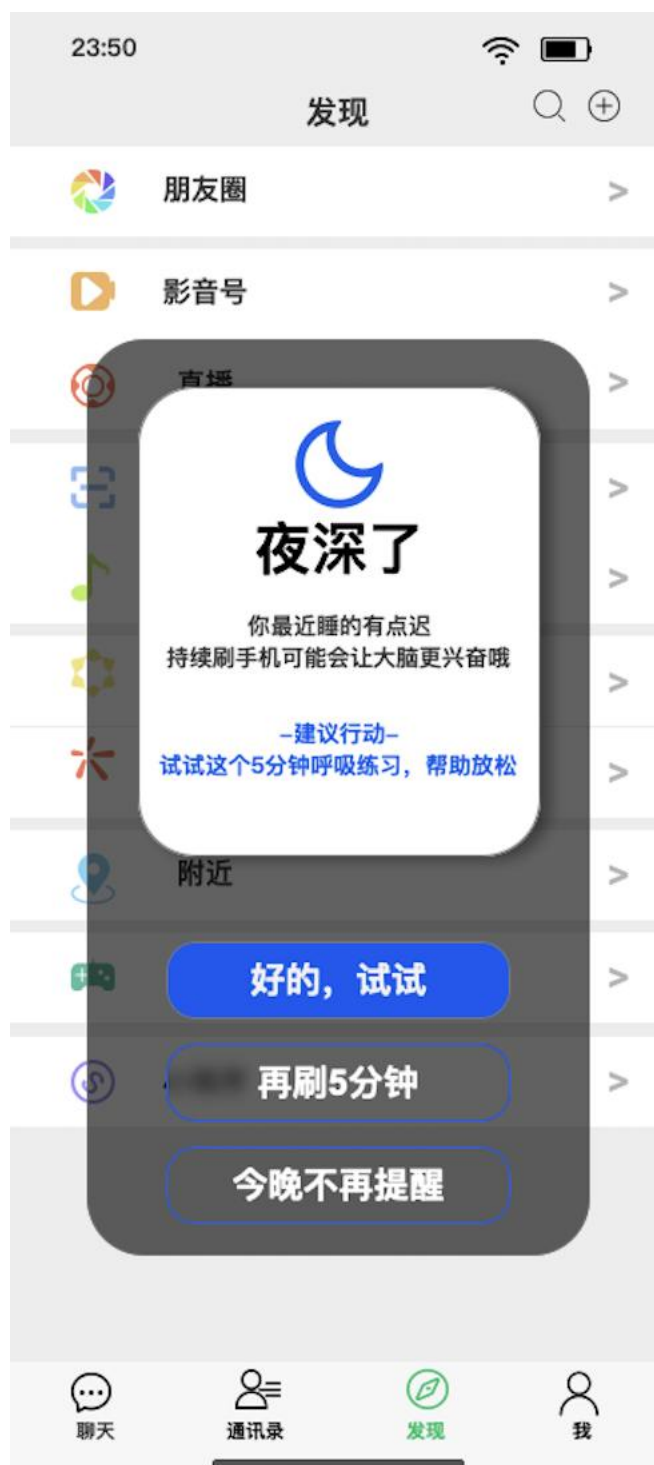 23:50
发现
朋友圈 >
影音号 >
直播 >
>
>
>
>
附近 >
>
>
夜深了
你最近睡的有点迟
持续刷手机可能会让大脑更兴奋哦
–建议行动–
试试这个5分钟呼吸练习，帮助放松
好的，试试
再刷5分钟
今晚不再提醒
聊天
通讯录
发现
我